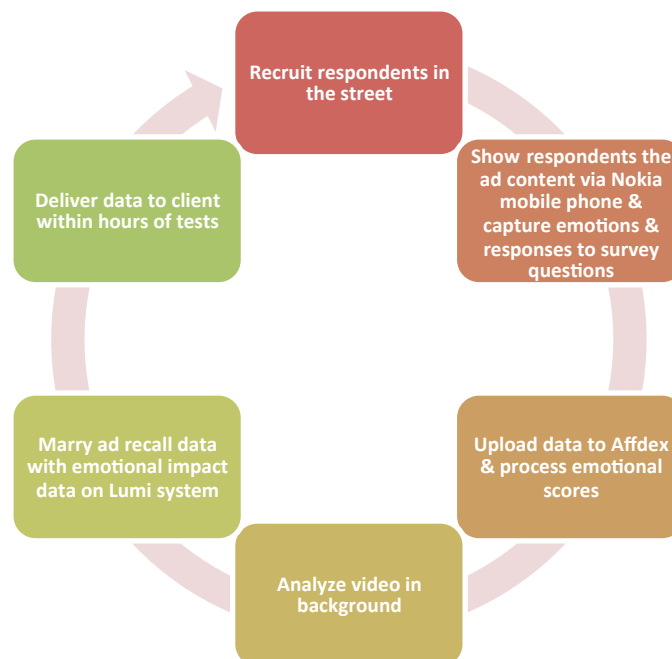 Recruit respondents in
the street
Show respondents the
ad content via Nokia
mobile phone &
capture emotions &
responses to survey
questions
Upload data to Affdex
& process emotional
scores
Analyze video in
background
Marry ad recall data
with emotional impact
data on Lumi system
Deliver data to client
within hours of tests